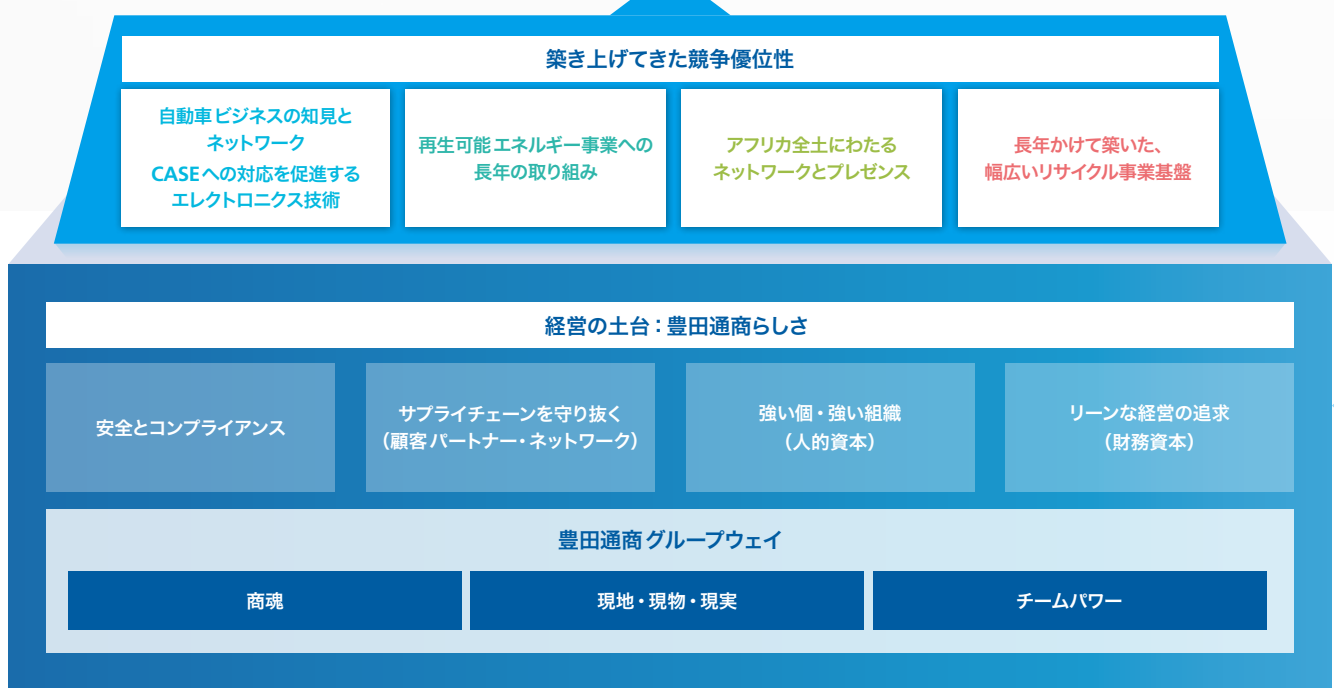 築き上げてきた競争優位性
自動車ビジネスの知見と
ネットワーク
CASEへの対応を促進する
エレクトロニクス技術
再生可能エネルギー事業への
長年の取り組み
アフリカ全土にわたる
ネットワークとプレゼンス
長年かけて築いた、
幅広いリサイクル事業基盤
経営の土台：豊田通商らしさ
安全とコンプライアンス
サプライチェーンを守り抜く
（顧客パートナー・ネットワーク）
強い個・強い組織
（人的資本）
リーンな経営の追求
（財務資本）
豊田通商グループウェイ
商魂
現地・現物・現実
チームパワー